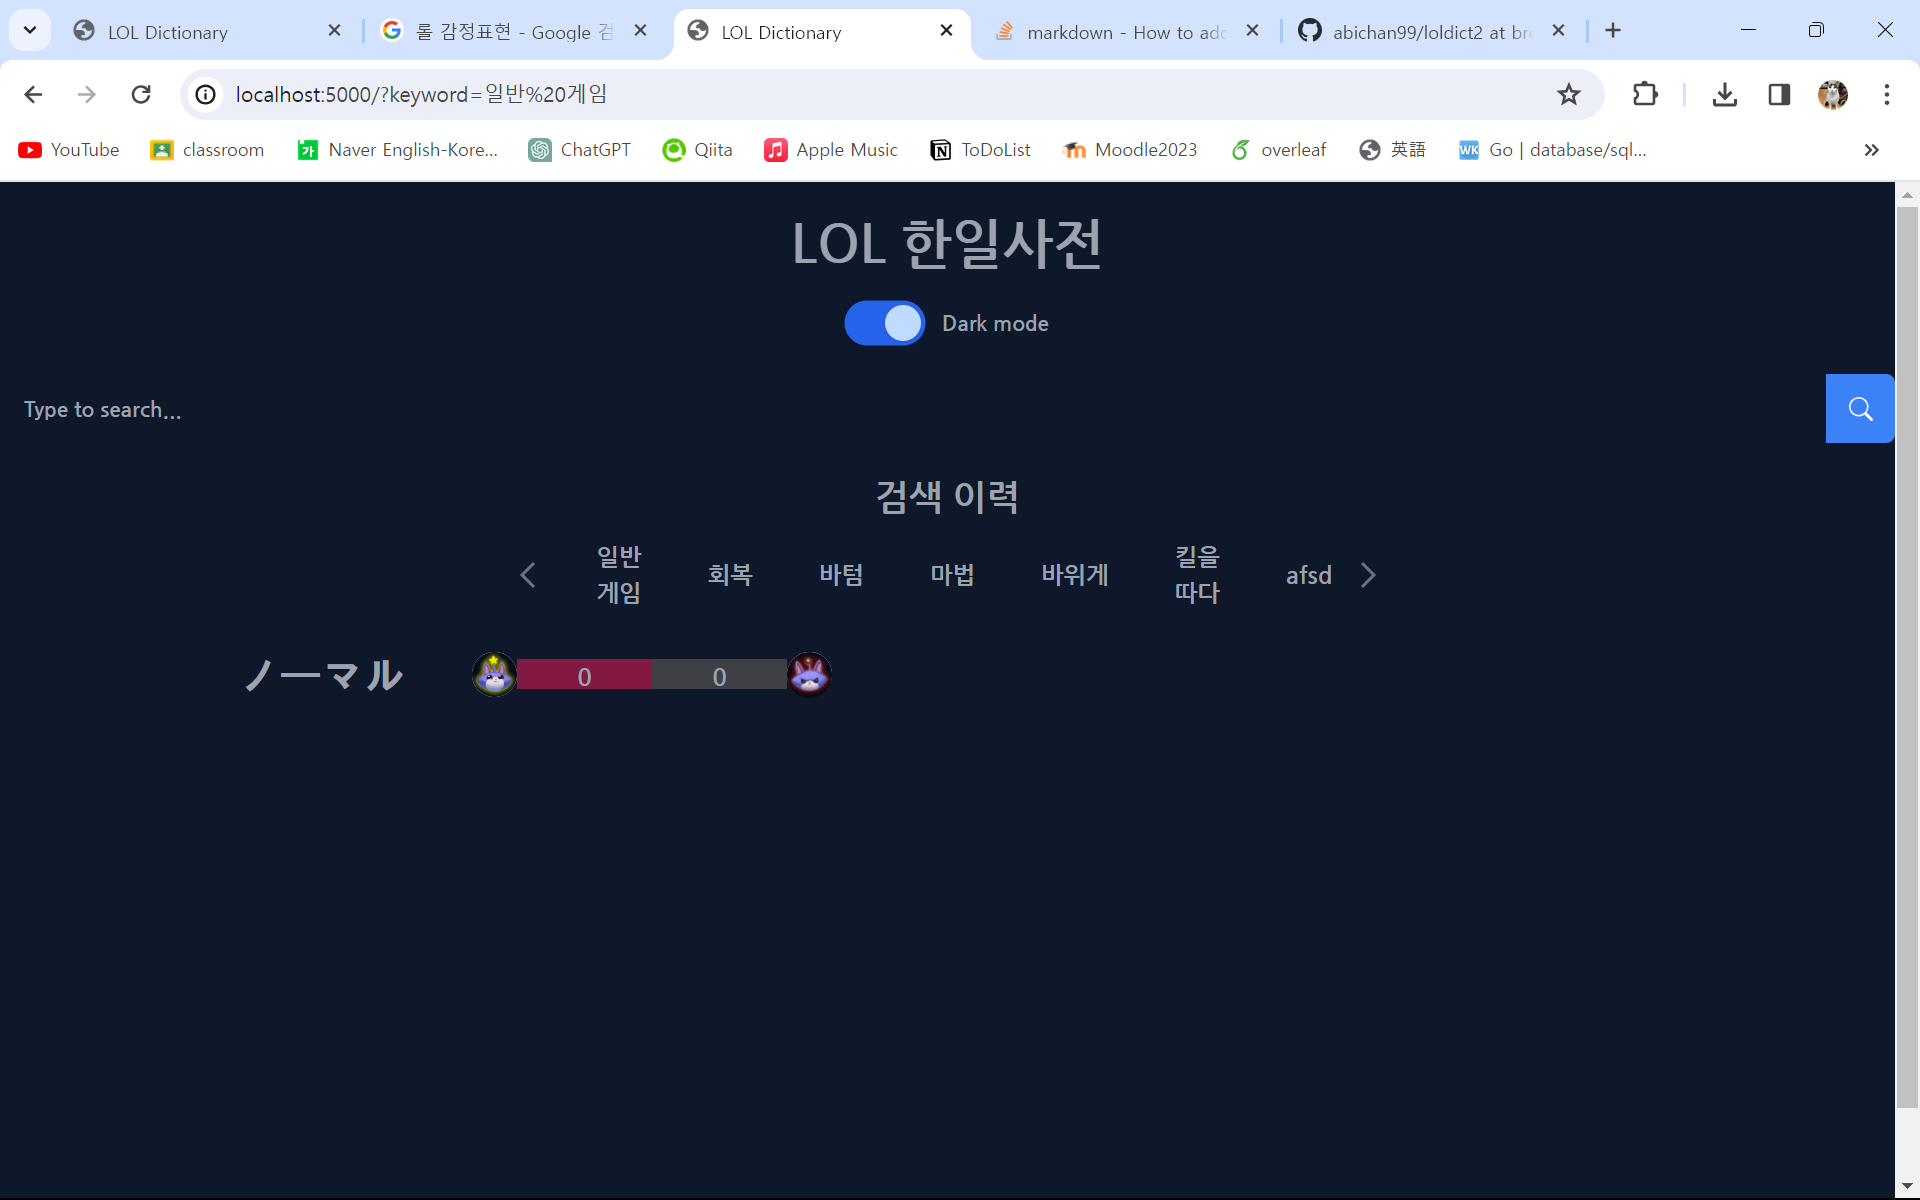 LOL Dictionary
롤 감정표현 - Google 검
LOL Dictionary
markdown - How to add
abichan99/loldict2 at br
localhost:5000/?keyword=일반%20게임
YouTube
classroom
Naver English-Kore...
ChatGPT
Qiita
Apple Music
ToDoList
Moodle2023
overleaf
英語
WK
Go | database/sql...
LOL 한일사전
Dark mode
Type to search...
검색 이력
일반
게임
회복
바텀
마법
바위게
킬을
따다
afsd
ノーマル
0
0